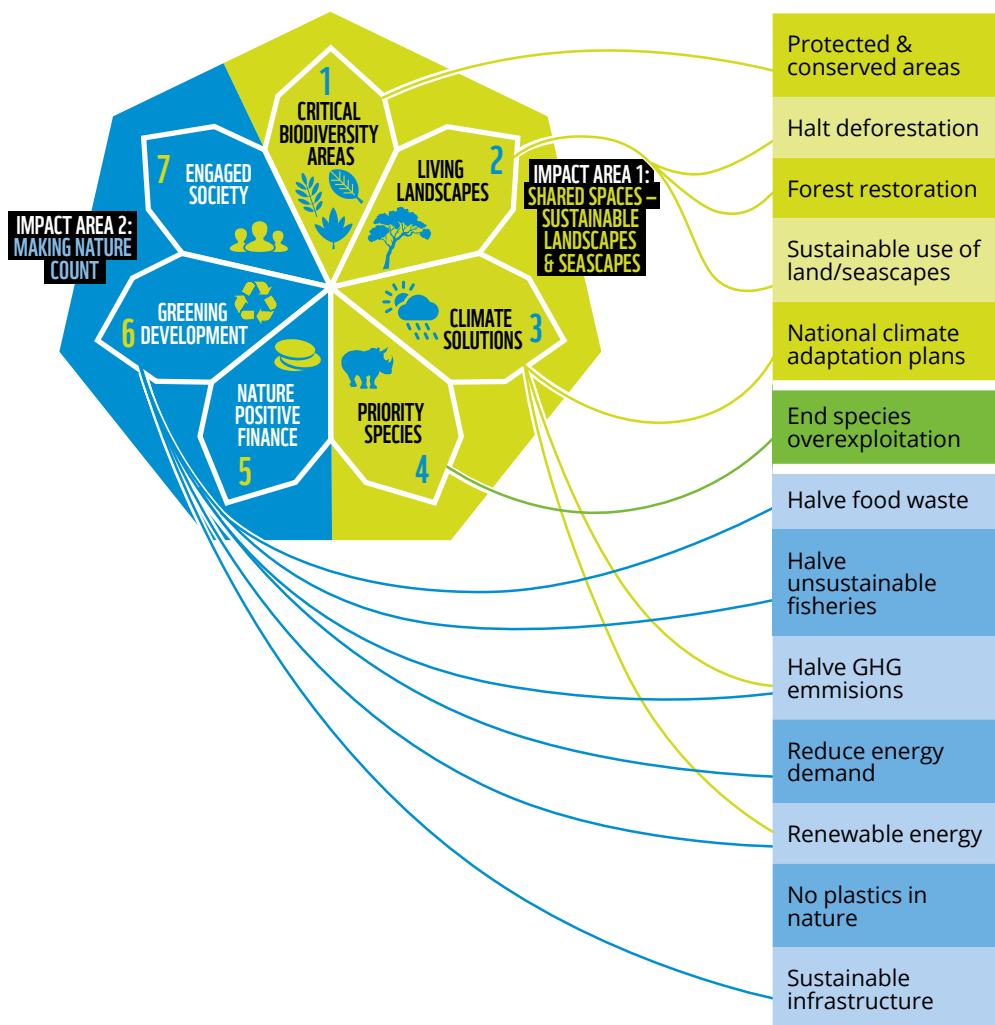 1
CRITICAL
BIODIVERSITY
AREAS
2
LIVING
LANDSCAPES
IMPACT AREA 1:
SHARED SPACES –
SUSTAINABLE
LANDSCAPES
& SEASCAPES
CLIMATE
SOLUTIONS
3
PRIORITY
SPECIES
4
NATURE
POSITIVE
FINANCE
5
GREENING
6 DEVELOPMENT
7 ENGAGED
SOCIETY
IMPACT AREA 2:
MAKING NATURE
COUNT
Protected &
conserved areas
Halt deforestation
Forest restoration
Sustainable use of
land/seascapes
National climate
adaptation plans
End species
overexploitation
Halve food waste
Halve
unsustainable
fisheries
Halve GHG
emmisions
Reduce energy
demand
Renewable energy
No plastics in
nature
Sustainable
infrastructure